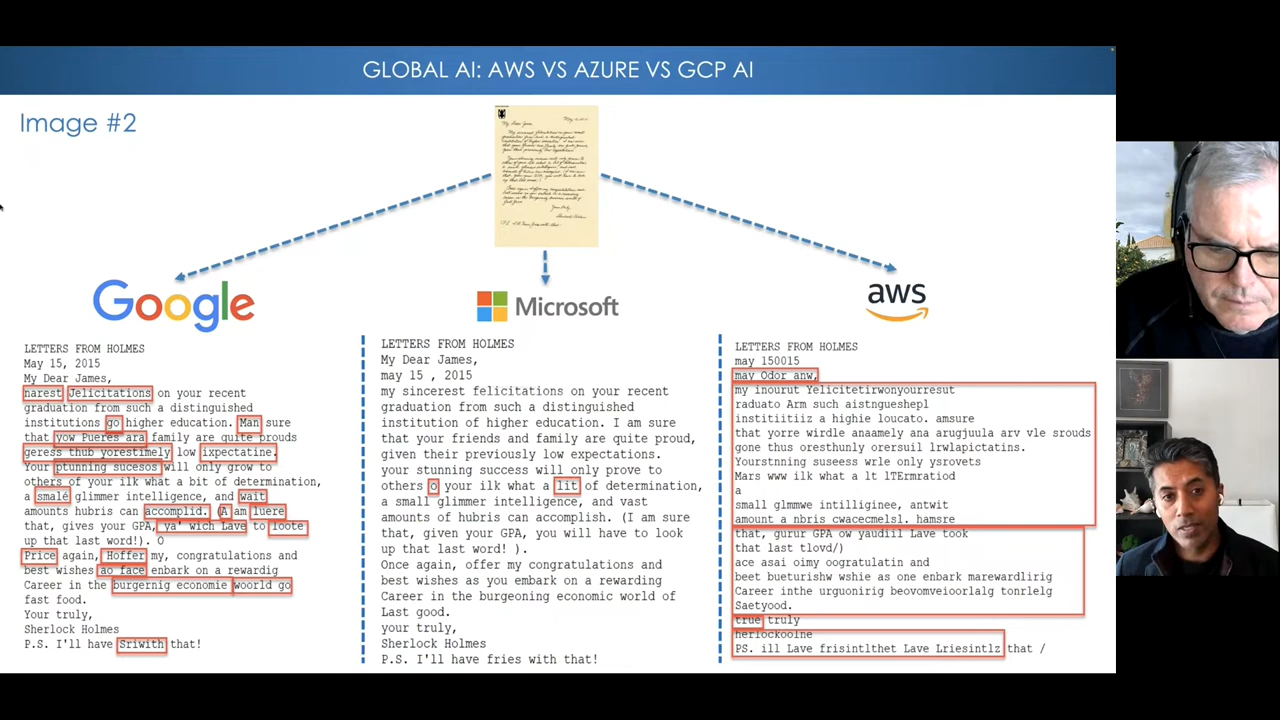 GLOBAL AI: AWS VS AZURE VS GCP AI
Image #2
Google
LETTERS FROM HOLMES
May 15, 2015
My Dear James,
narest Jelicitations on your recent
graduation from such a distinguished
institutions go higher education. Man sure
that yow Pueres ara family are quite prouds
geress thub yorestimely low ixpectatine.
Your ptunning sucesos will only grow to
others of your ilk what a bit of determination,
a smalé glimmer intelligence, and wait
amounts hubris can accomplid. (A am luere
that, gives your GPA, ya' wich Lave to loote
up that last word!). O
Price again, Hoffer my, congratulations and
best wishes ao face enbark on a rewardig
Career in the burgernig economie woorld go
fast food.
Your truly,
Sherlock Holmes
P.S. I'll have Sriwith that!
Microsoft
LETTERS FROM HOLMES
My Dear James,
may 15 , 2015
my sincerest felicitations on your recent
graduation from such a distinguished
institution of higher education. I am sure
that your friends and family are quite proud,
given their previously low expectations.
your stunning success will only prove to
others o your ilk what a lit of determination,
a small glimmer intelligence, and vast
amounts of hubris can accomplish. (I am sure
that, given your GPA, you will have to look
up that last word! ).
Once again, offer my congratulations and
best wishes as you embark on a rewarding
Career in the burgeoning economic world of
Last good.
your truly,
Sherlock Holmes
P.S. I'll have fries with that!
aws
LETTERS FROM HOLMES
may 150015
may Odor anw,
my inourut Yelicitetirwonyourresut
raduato Arm such aistngueshepl
instiitiitiz a highie loucato. amsure
that yorre wirdle anaamely ana arugjuula arv vle srouds
gone thus oresthunly orersuil lrwlapictatins.
Yourstnning suseess wrle only ysrovets
Mars www ilk what a lt lTErmratiod
a
small glmmwe intilliginee, antwit
amount a nbris cwacecmelsl. hamsre
that, gurur GPA ow yaudiil Lave took
that last tlovd/)
ace asai oimy oogratulatin and
beet bueturishw wshie as one enbark marewardlirig
Career inthe urguonirig beovomveioorlalg tonrlelg
Saetyood.
true truly
herlockoolne
PS. ill Lave frisintlthet Lave Lriesintlz that /